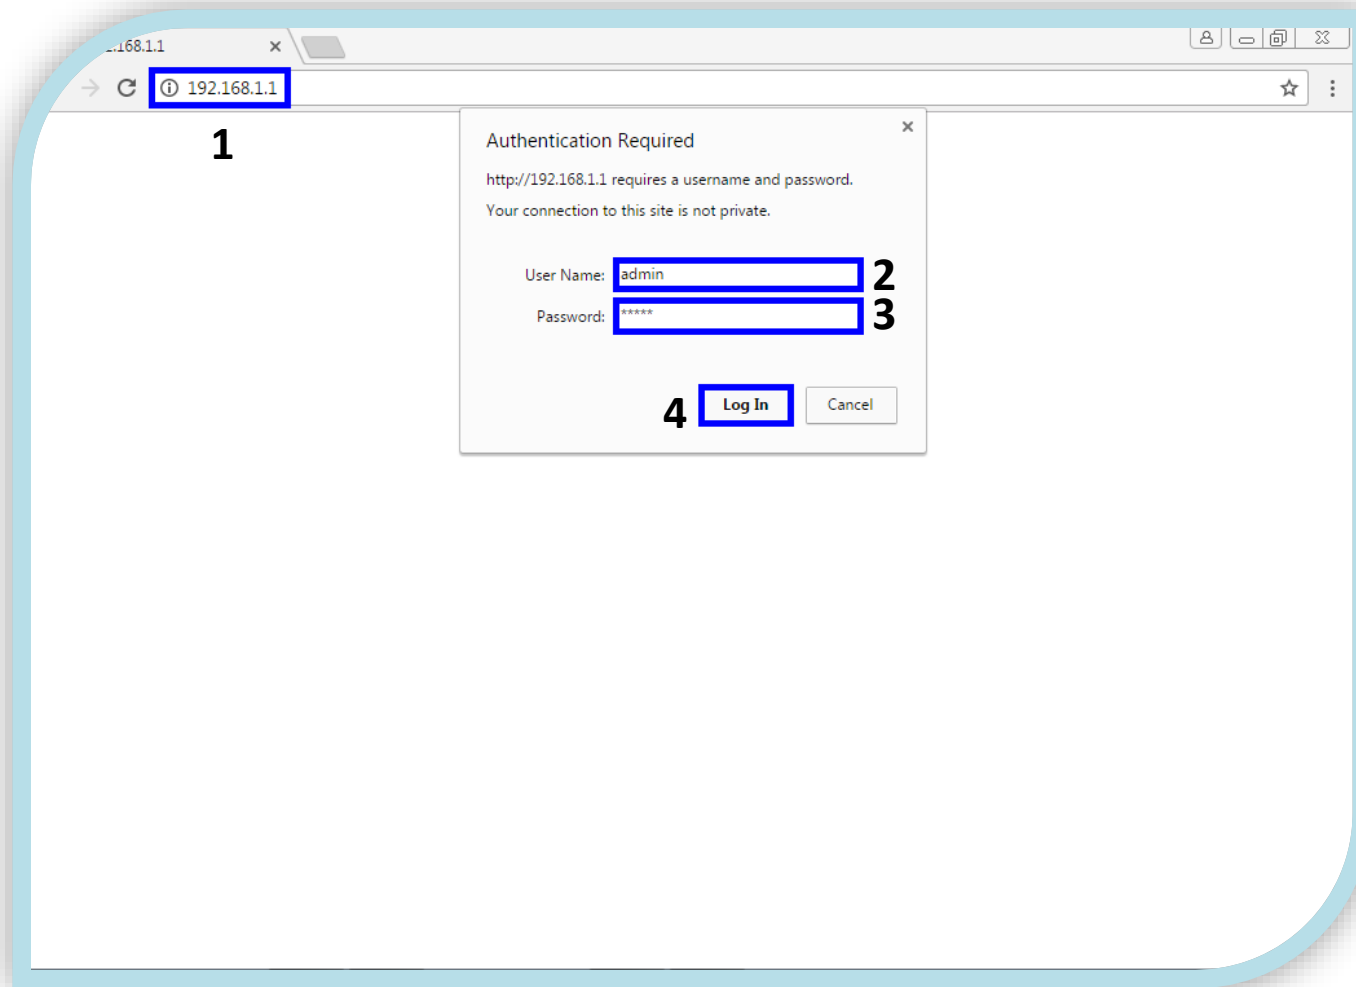 .168.1.1
192.168.1.1
1
Authentication Required
http://192.168.1.1 requires a username and password.
Your connection to this site is not private.
User Name: admin 2
Password: ***** 3
4 Log In Cancel